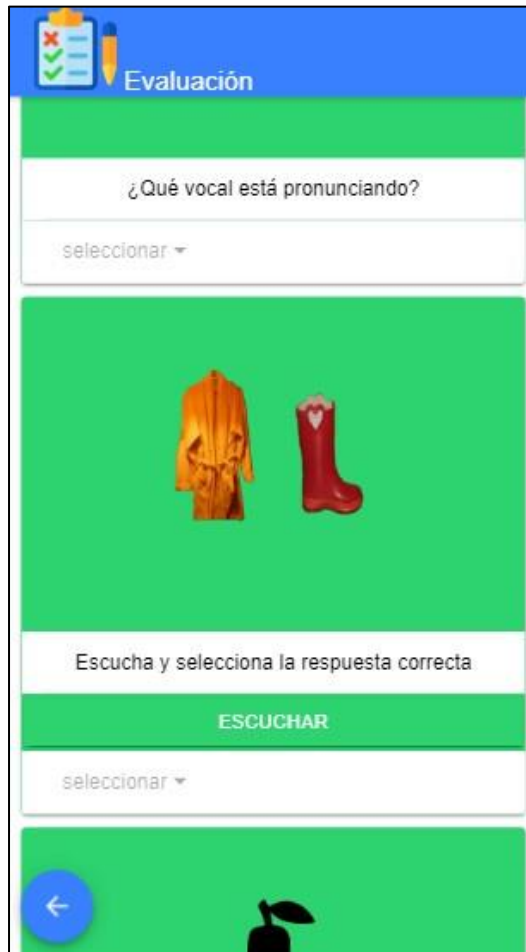 Evaluación
¿Qué vocal está pronunciando?
seleccionar
Escucha y selecciona la respuesta correcta
ESCUCHAR
seleccionar